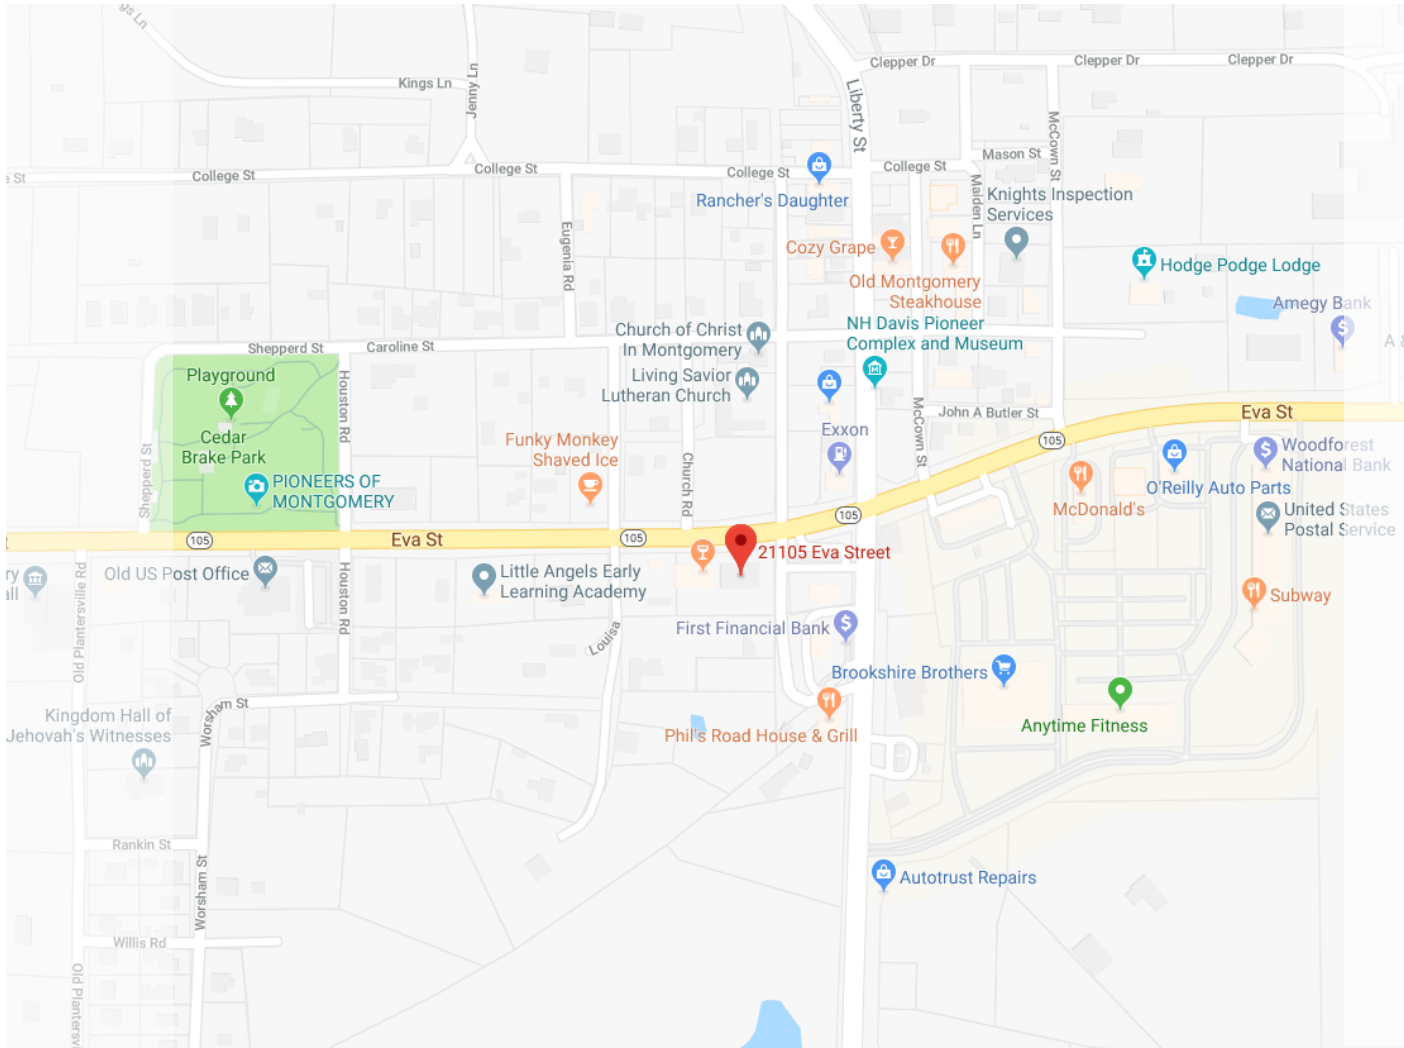 gs Ln
Kings Ln
Jenny Ln
Liberty St
Clepper Dr
Clepper Dr
Clepper Dr
McCown St
Mason St
College St
College St
College St
College St
e St
Rancher's Daughter
Maiden Ln
Knights Inspection
Services
Eugenia Rd
Cozy Grape
Old Montgomery
Steakhouse
Hodge Podge Lodge
Amegy Bank
NH Davis Pioneer
Complex and Museum
Church of Christ
In Montgomery
Living Savior
Lutheran Church
Shepperd St
Caroline St
A &
Playground
Cedar
Brake Park
Houston Rd
PIONEERS OF
MONTGOMERY
Shepperd St
Funky Monkey
Shaved Ice
Church Rd
Exxon
McCown St
John A Butler St
Eva St
105
Woodforest
National Bank
O'Reilly Auto Parts
McDonald's
United States
Postal Service
105
105
Eva St
105
t
21105 Eva Street
ry
all
Old US Post Office
Old Plantersville Rd
Houston Rd
Little Angels Early
Learning Academy
Louisa
First Financial Bank
Subway
Brookshire Brothers
Anytime Fitness
Phil's Road House & Grill
Worsham St
Kingdom Hall of
Jehovah's Witnesses
Rankin St
Worsham St
Autotrust Repairs
Willis Rd
Old Plantersv